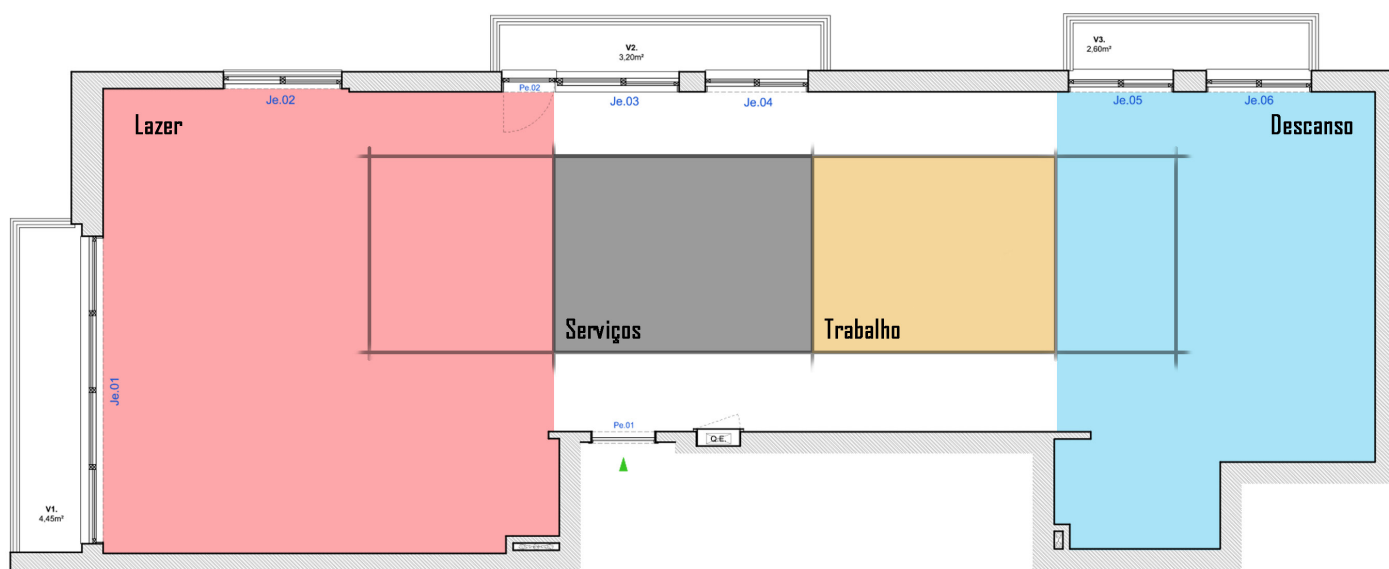 V2.
3,20m²
V3.
2,60m²
Je.02
Pe.02
Je.03
Je.04
Je.05
Je.06
Lazer
Descanso
Serviços
Trabalho
Je.01
Pe.01
Q.E.
V1.
4,45m²